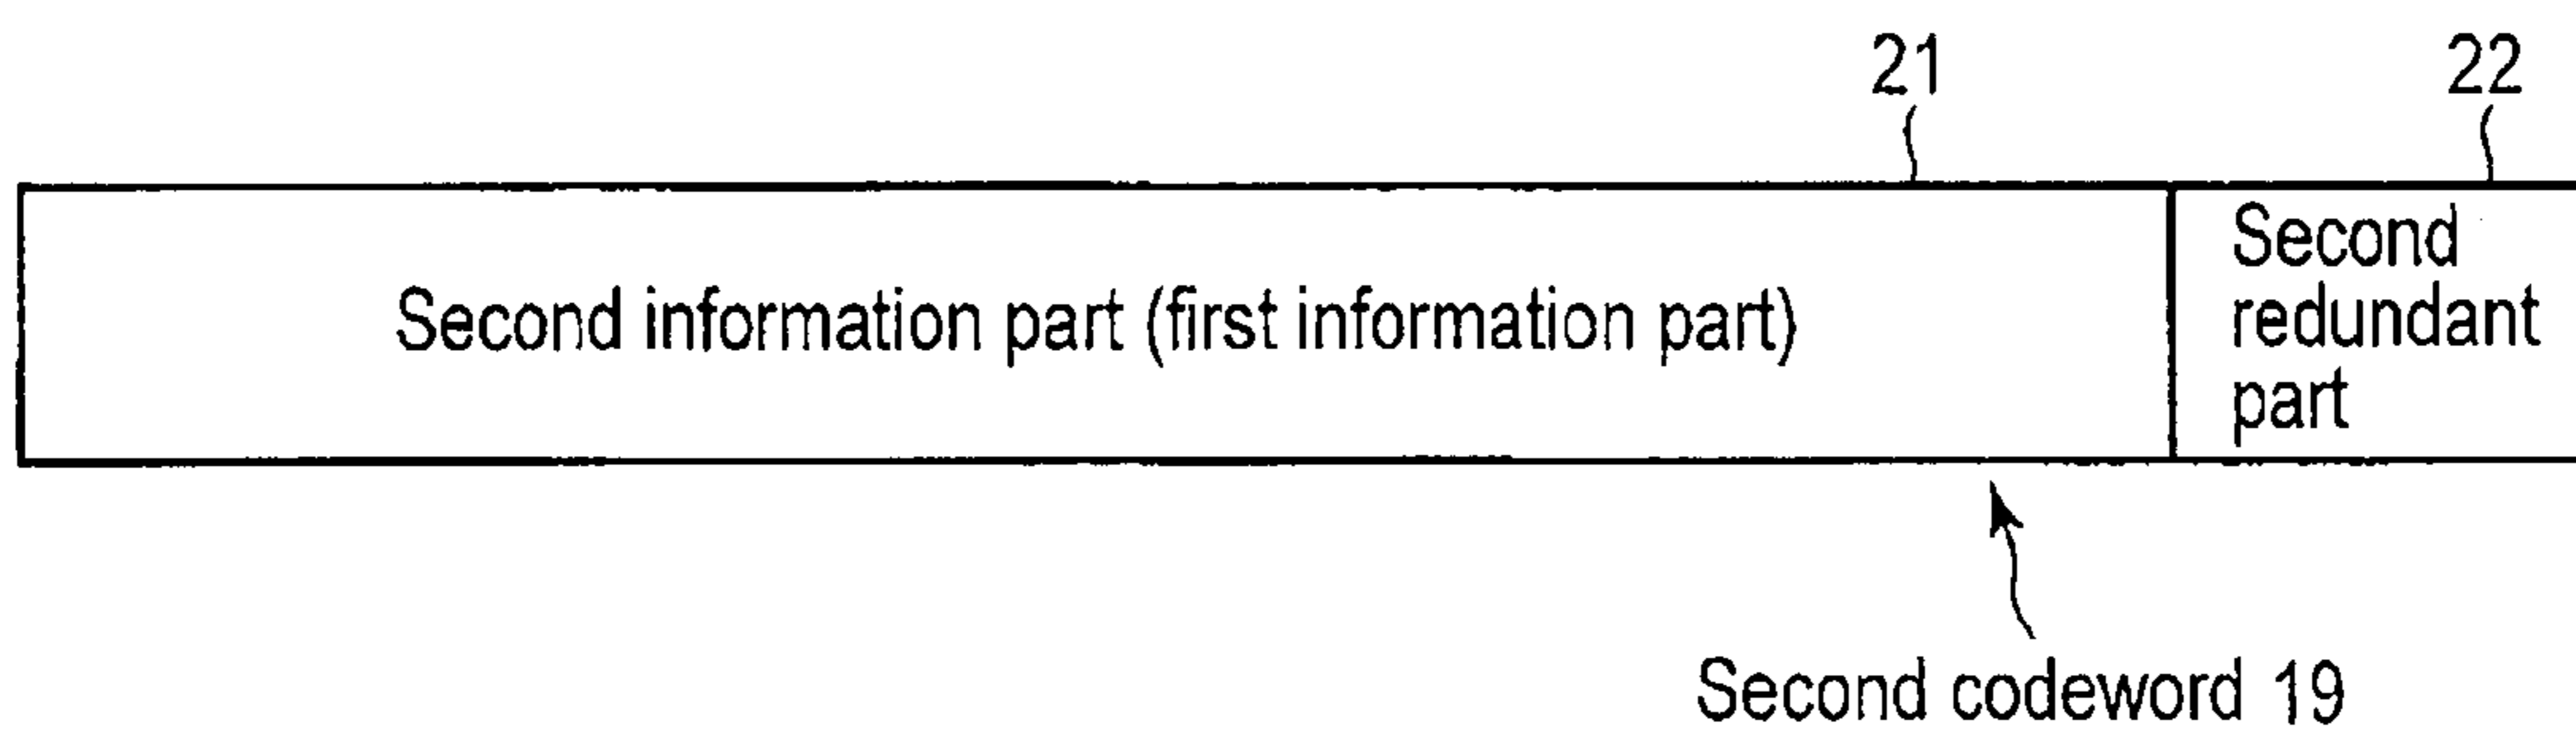 21
22
Second information part (first information part)
Second
redundant
part
Second codeword 19